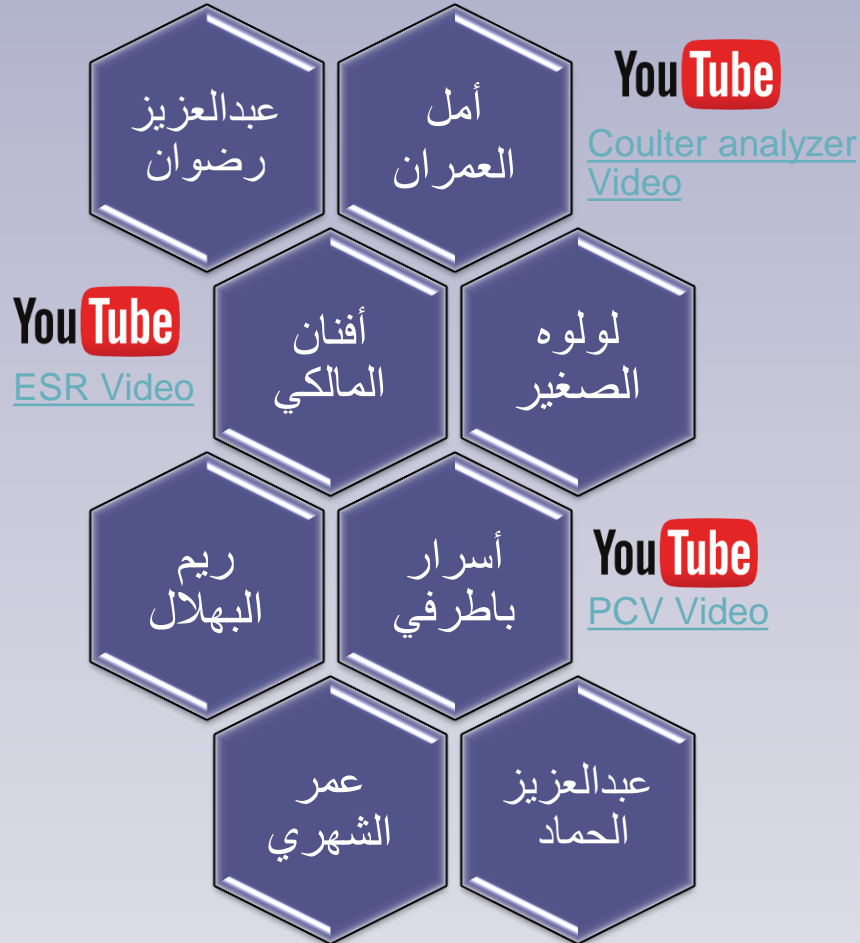 أمل
العمران
عبدالعزيز
رضوان
YouTube
Coulter analyzer
Video
لولوه
الصغير
أفنان
المالكي
YouTube
ESR Video
أسرار
باطرفي
ريم
البهلال
YouTube
PCV Video
عبدالعزيز
الحماد
عمر
الشهري